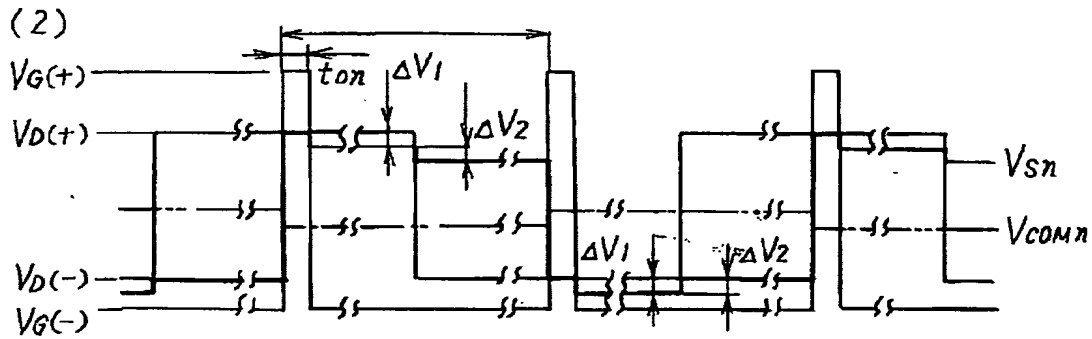 (2)
VG(+)
ton
ΔV1
VD(+)
ΔV2
VSn
VCOMn
ΔV1
ΔV2
VD(-)
VG(-)